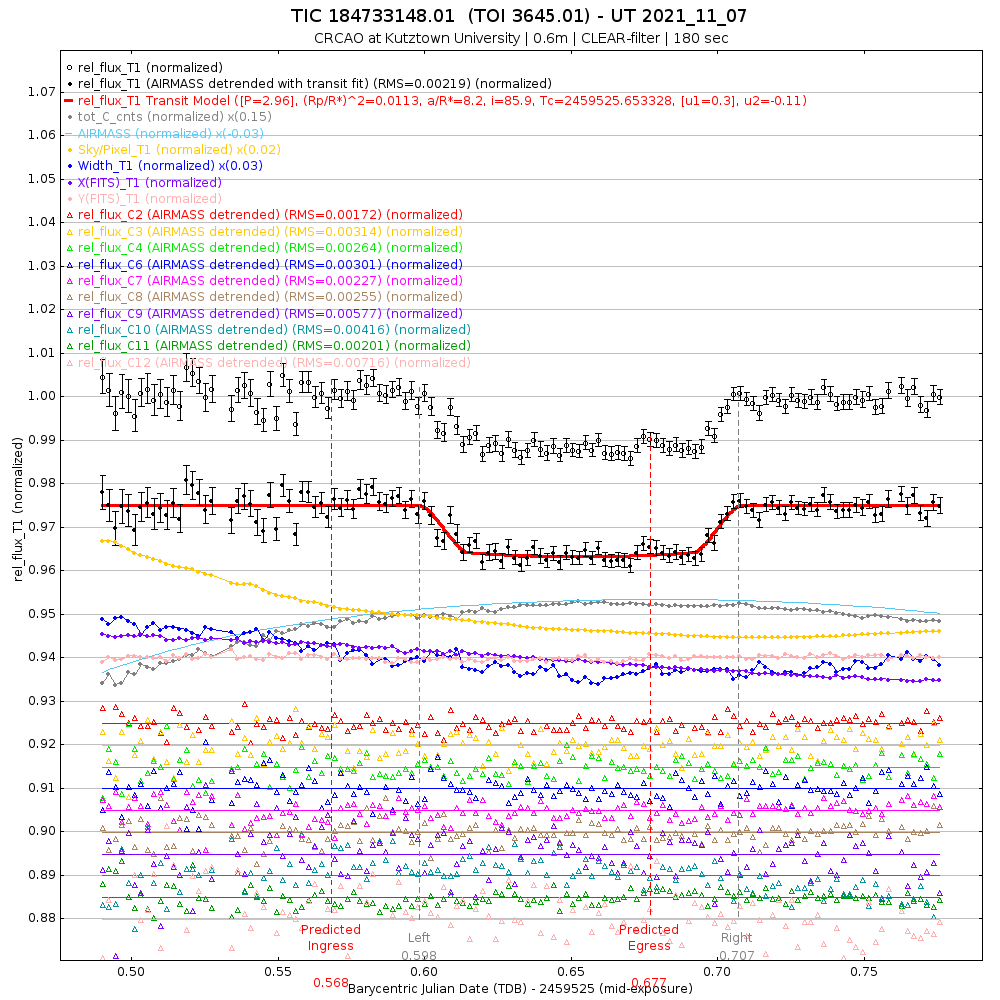 TIC 184733148.01  (TOI 3645.01) - UT 2021_11_07
CRCAO at Kutztown University | 0.6m | CLEAR-filter | 180 sec
rel_flux_T1 (normalized)
rel_flux_T1 (AIRMASS detrended with transit fit) (RMS=0.00219) (normalized)
rel_flux_T1 Transit Model ([P=2.96], (Rp/R*)^2=0.0113, a/R*=8.2, i=85.9, Tc=2459525.653328, [u1=0.3], u2=-0.11)
tot_C_cnts (normalized) x(0.15)
AIRMASS (normalized) x(-0.03)
Sky/Pixel_T1 (normalized) x(0.02)
Width_T1 (normalized) x(0.03)
X(FITS)_T1 (normalized)
Y(FITS)_T1 (normalized)
rel_flux_C2 (AIRMASS detrended) (RMS=0.00172) (normalized)
rel_flux_C3 (AIRMASS detrended) (RMS=0.00314) (normalized)
rel_flux_C4 (AIRMASS detrended) (RMS=0.00264) (normalized)
rel_flux_C6 (AIRMASS detrended) (RMS=0.00301) (normalized)
rel_flux_C7 (AIRMASS detrended) (RMS=0.00227) (normalized)
rel_flux_C8 (AIRMASS detrended) (RMS=0.00255) (normalized)
rel_flux_C9 (AIRMASS detrended) (RMS=0.00577) (normalized)
rel_flux_C10 (AIRMASS detrended) (RMS=0.00416) (normalized)
rel_flux_C11 (AIRMASS detrended) (RMS=0.00201) (normalized)
rel_flux_C12 (AIRMASS detrended) (RMS=0.00716) (normalized)
1.07
1.06
1.05
1.04
1.03
1.02
1.01
1.00
0.99
0.98
0.97
0.96
0.95
0.94
0.93
0.92
0.91
0.90
0.89
0.88
rel_flux_T1 (normalized)
Predicted
Ingress
0.568
Left
0.598
Predicted
Egress
0.677
Right
0.707
0.50
0.55
0.60
0.65
0.70
0.75
Barycentric Julian Date (TDB) - 2459525 (mid-exposure)